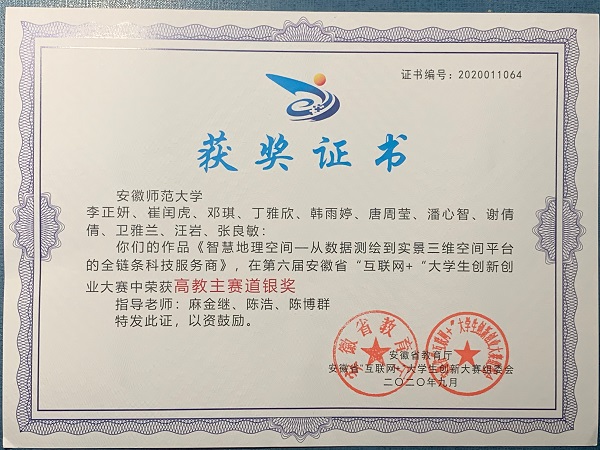 证书编号：2020011064
获奖证书
安徽师范大学
李正妍、崔闰虎、邓琪、丁雅欣、韩雨婷、唐周莹、潘心智、谢倩
倩、卫雅兰、汪岩、张良敏：
你们的作品《智慧地理空间—从数据测绘到实景三维空间平台
的全链条科技服务商》，在第六届安徽省“互联网+“大学生创新创
业大赛中荣获高教主赛道银奖
指导老师：麻金继、陈浩、陈博群
特发此证，以资鼓励。
安徽省教育厅
安徽省“互联网+”大学生创新大赛组委会
二〇二〇年九月
安徽省教育厅